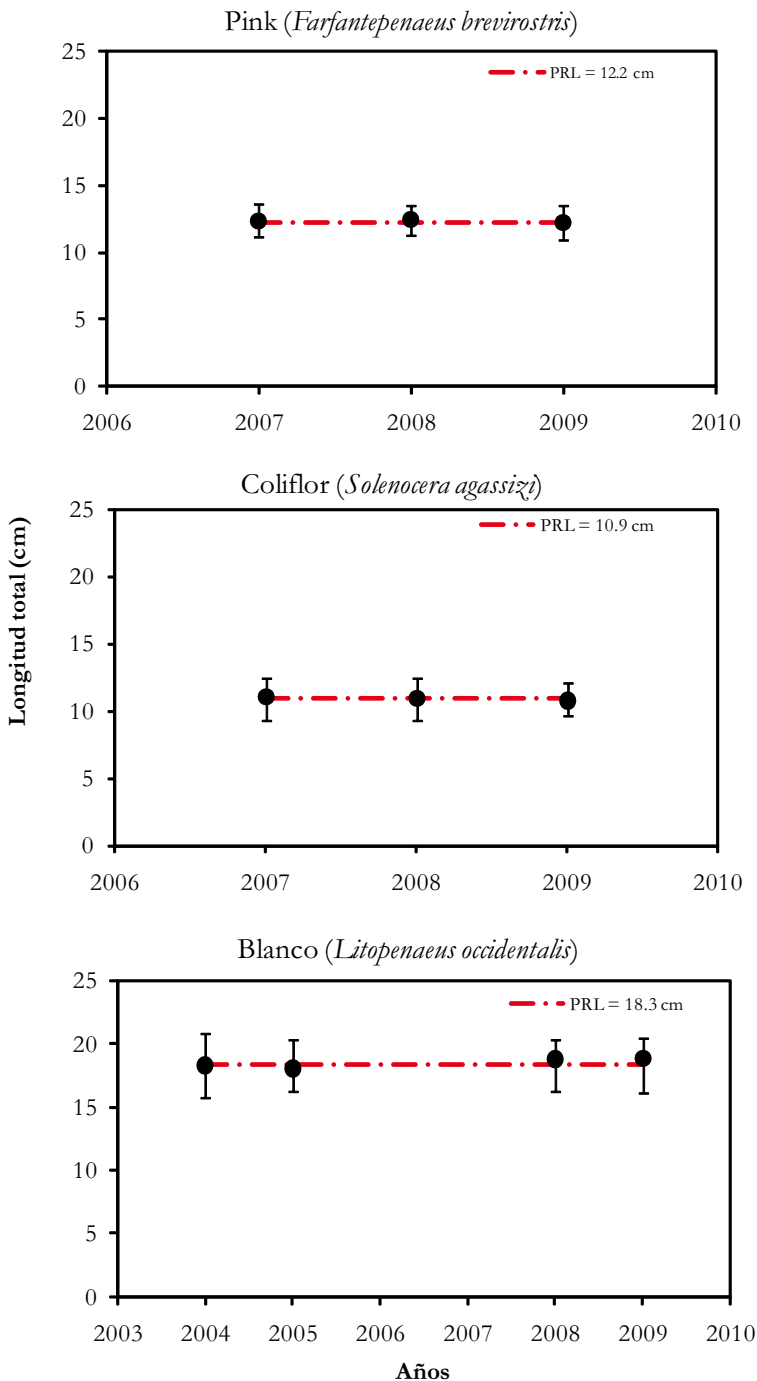 Pink (Farfantepenaeus brevirostris)
25
20
15
10
5
0
PRL = 12.2 cm
2006 2007 2008 2009 2010
Longitud total (cm)
Coliflor (Solenocera agassizi)
25
20
15
10
5
0
PRL = 10.9 cm
2006 2007 2008 2009 2010
Blanco (Litopenaeus occidentalis)
25
20
15
10
5
0
PRL = 18.3 cm
2003 2004 2005 2006 2007 2008 2009 2010
Años